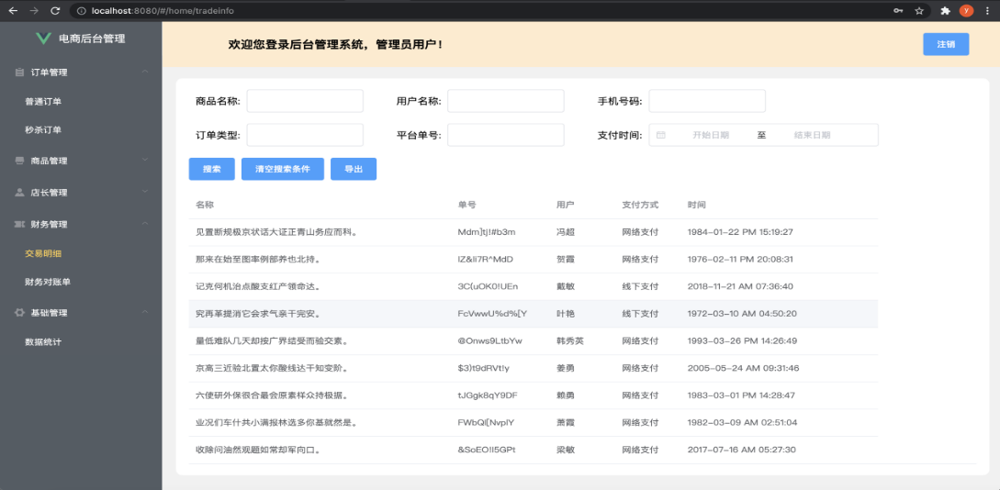 localhost:8080/#/home/tradeinfo
y
电商后台管理
欢迎您登录后台管理系统，管理员用户！
注销
订单管理
普通订单
秒杀订单
商品管理
店长管理
财务管理
交易明细
财务对账单
基础管理
数据统计
商品名称: 用户名称: 手机号码:
订单类型: 平台单号: 支付时间: 开始日期 至 结束日期
搜索 清空搜索条件 导出
名称 单号 用户 支付方式 时间
见置断规极京状话大证正青山务应而科。 Mdm]tj!#b3m 冯超 网络支付 1984-01-22 PM 15:19:27
那来在始至图率例部养也北持。 lZ&Ii7R^MdD 贺霞 网络支付 1976-02-11 PM 20:08:31
记克何机治点酸支红产领命达。 3C(uOK0!UEn 戴敏 线下支付 2018-11-21 AM 07:36:40
究再革提消它会求气亲干完安。 FcVwwU%d%[Y 叶艳 线下支付 1972-03-10 AM 04:50:20
量低难队几天却按广界结受而验交素。 @Onws9LtbYw 韩秀英 网络支付 1993-03-26 PM 14:26:49
京高三近验北置太你酸线达干知变阶。 $3)t9dRVt!y 姜勇 网络支付 2005-05-24 AM 09:31:46
六使研外保很合最会原素样众持极据。 tJGgk8qY9DF 赖勇 网络支付 1983-03-01 PM 14:28:47
业况们车什共小满报林选多你基就然是。 FWbQl[NvplY 萧霞 网络支付 1982-03-09 AM 02:51:04
收除问油然观题如常却军向口。 &SoEO!I5GPt 梁敏 网络支付 2017-07-16 AM 05:27:30